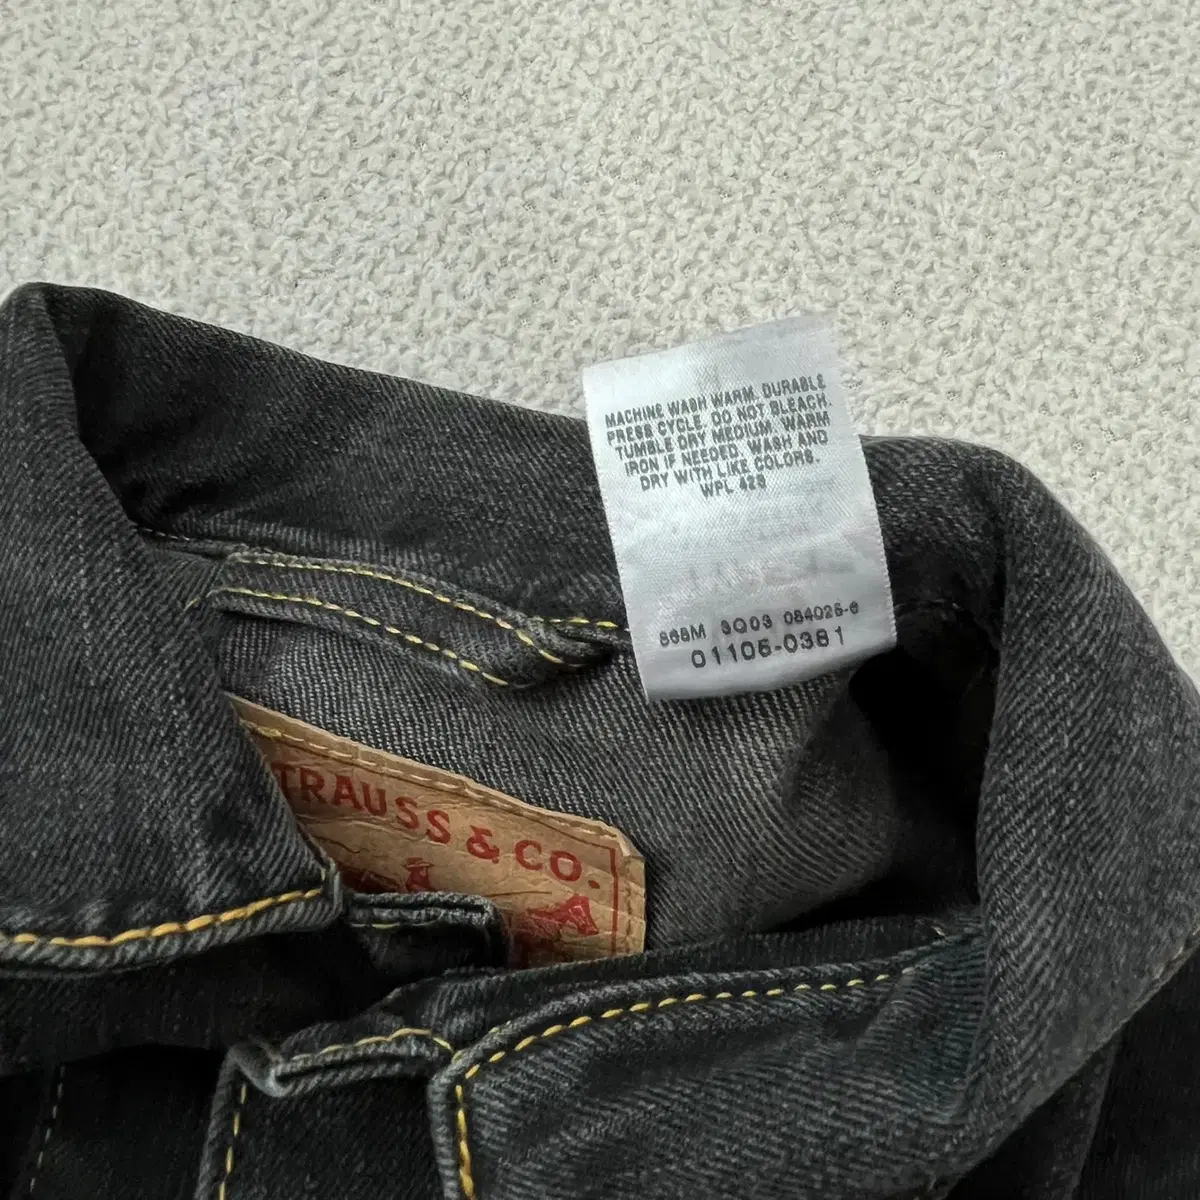 MACHINE WASH WARM, DURABLE
PRESS CYCLE. DO NOT BLEACH.
TUMBLE DRY MEDIUM. WARM
IRON IF NEEDED. WASH AND
DRY WITH LIKE COLORS.
WPL 423
868M 3Q03 084025-6
01105-0381
TRAUSS & CO.